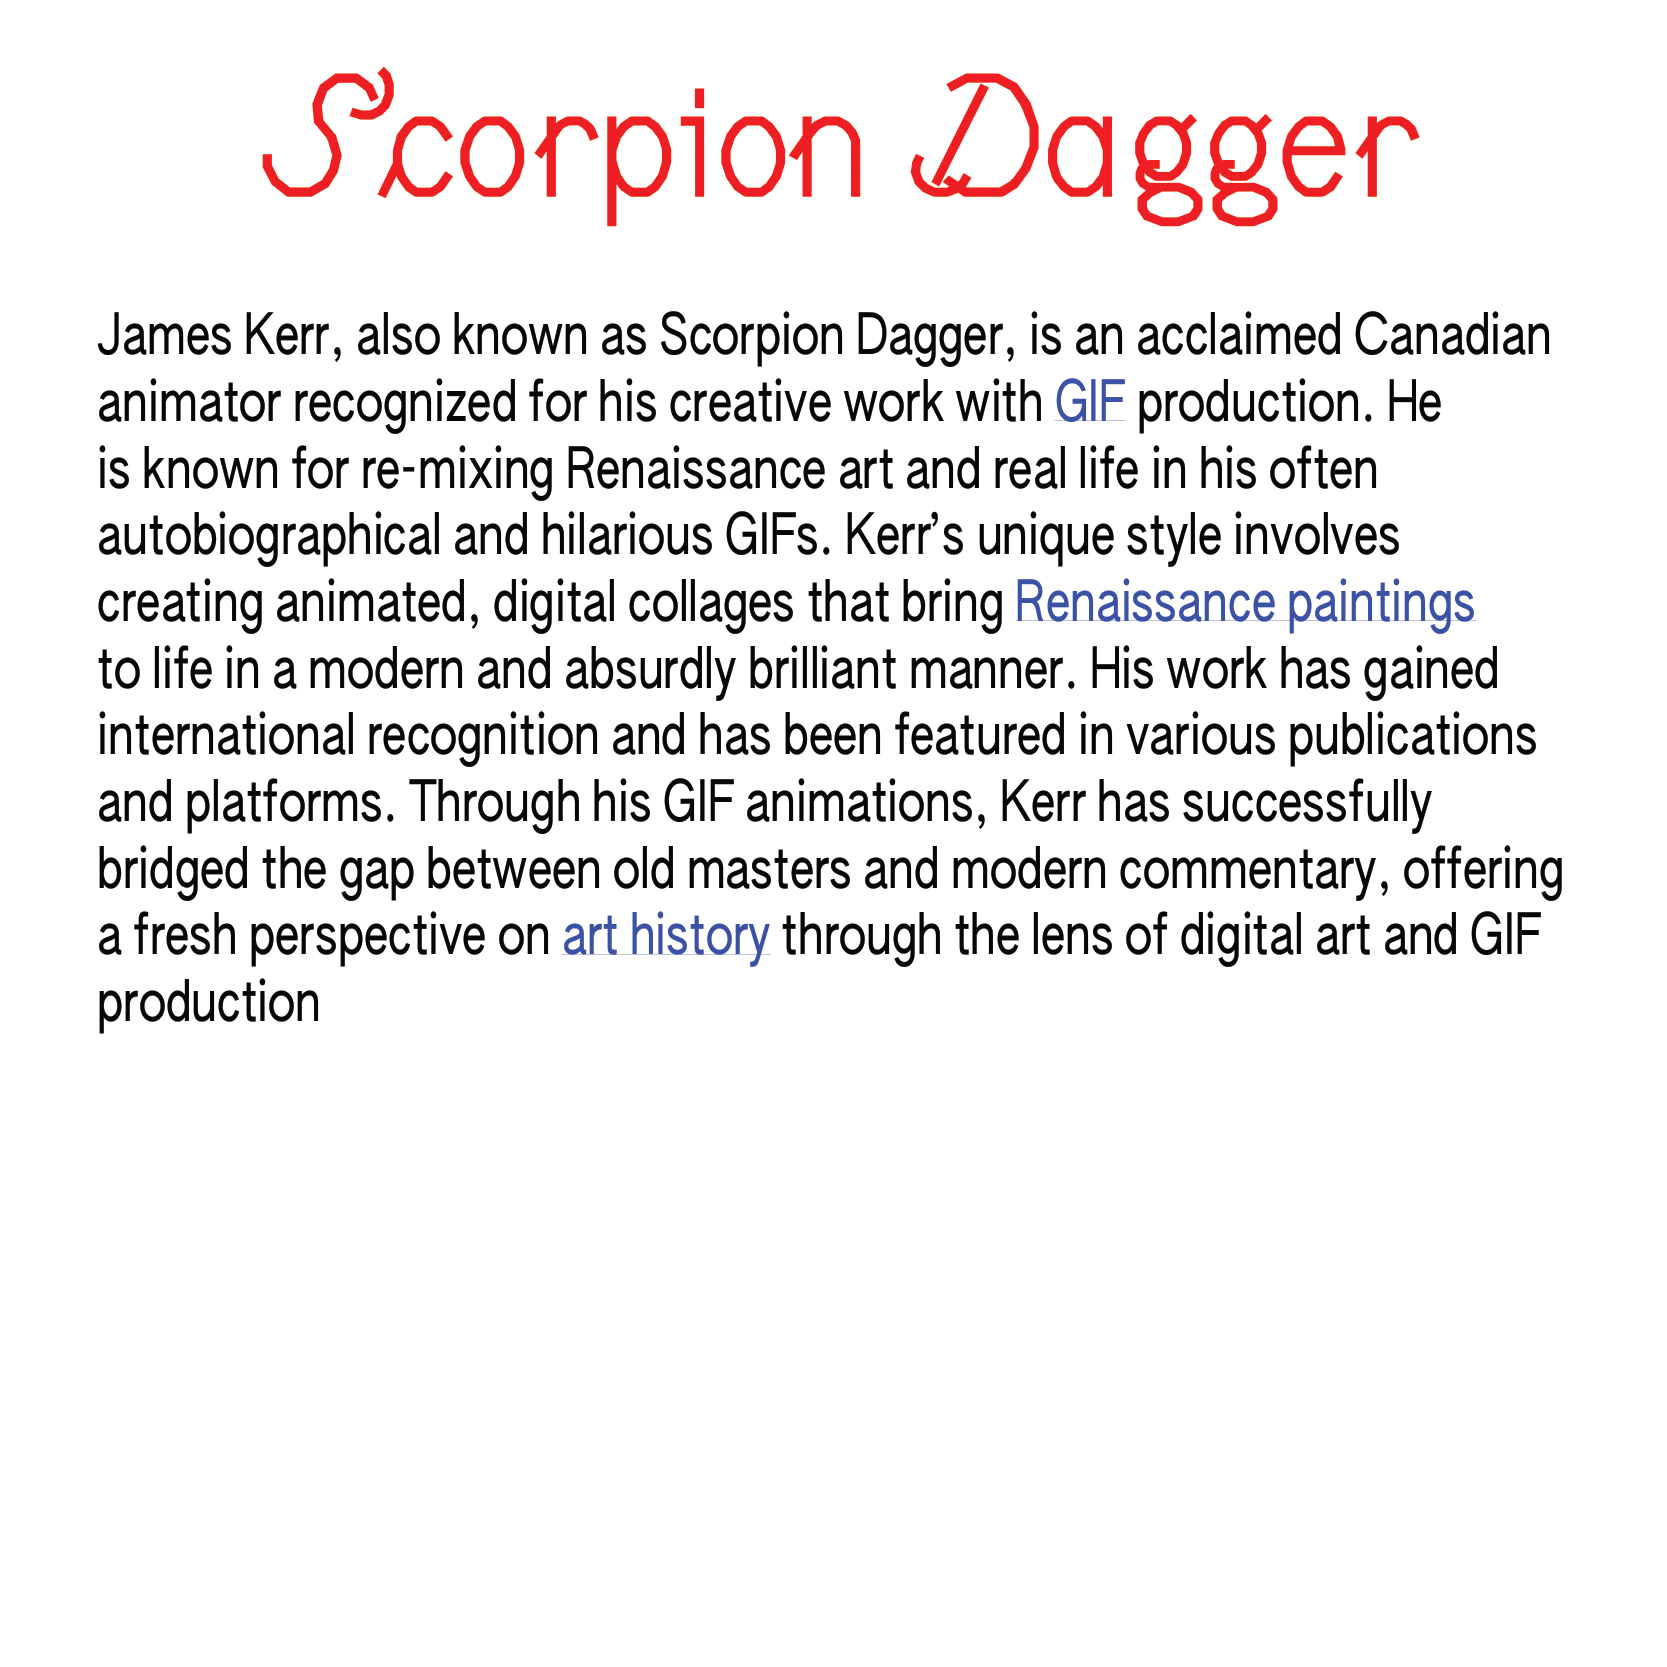 Scorpion Dagger
James Kerr, also known as Scorpion Dagger, is an acclaimed Canadian
animator recognized for his creative work with GIF production. He
is known for re-mixing Renaissance art and real life in his often
autobiographical and hilarious GIFs. Kerr’s unique style involves
creating animated, digital collages that bring Renaissance paintings
to life in a modern and absurdly brilliant manner. His work has gained
international recognition and has been featured in various publications
and platforms. Through his GIF animations, Kerr has successfully
bridged the gap between old masters and modern commentary, offering
a fresh perspective on art history through the lens of digital art and GIF
production